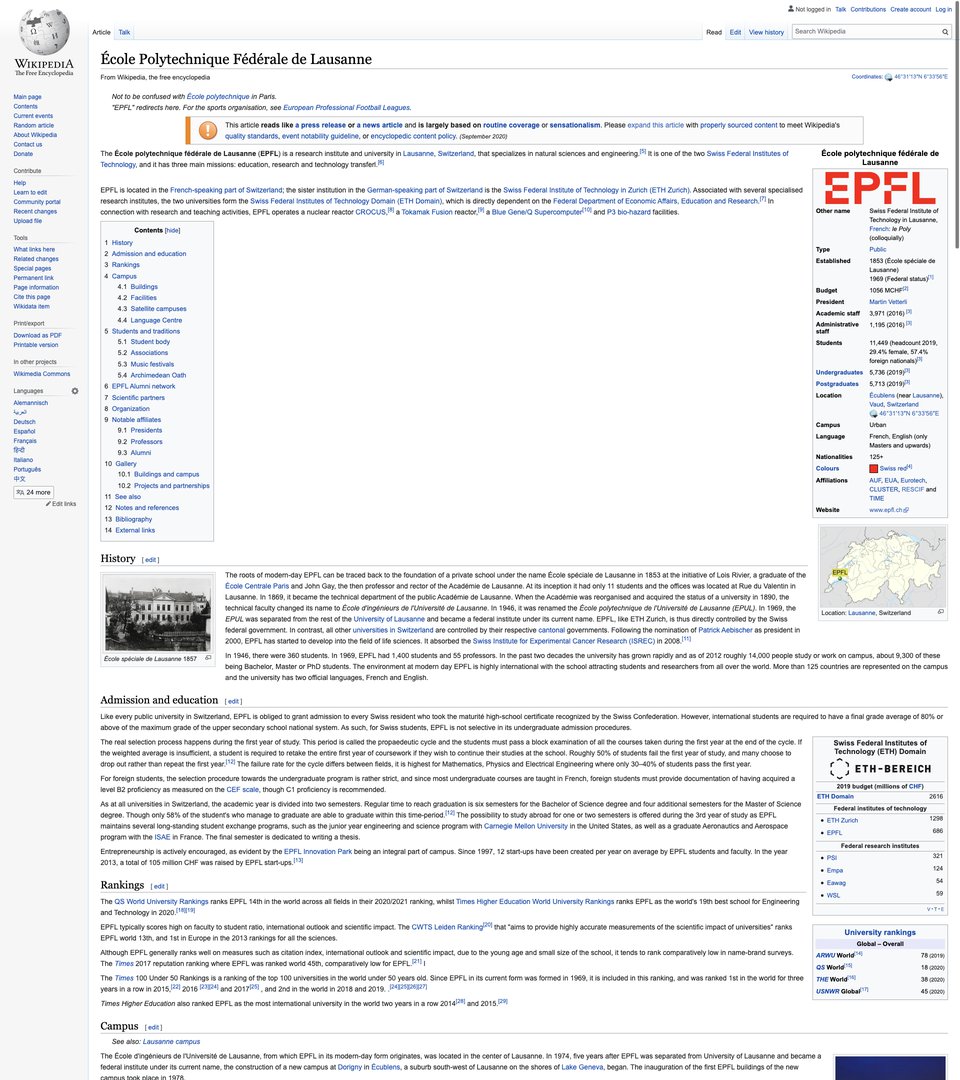 Not logged in Talk Contributions Create account Log in
Article Talk
Read Edit View history Search Wikipedia
WIKIPEDIA
The Free Encyclopedia
Main page
Contents
Current events
Random article
About Wikipedia
Contact us
Donate
Contribute
Help
Learn to edit
Community portal
Recent changes
Upload file
Tools
What links here
Related changes
Special pages
Permanent link
Page information
Cite this page
Wikidata item
Print/export
Download as PDF
Printable version
In other projects
Wikimedia Commons
Languages
Alemannisch
العربية
Deutsch
Español
Français
हिन्दी
Italiano
Português
中文
24 more
Edit links
École Polytechnique Fédérale de Lausanne
From Wikipedia, the free encyclopedia
Coordinates: 46°31′13″N 6°33′56″E
Not to be confused with École polytechnique in Paris.
"EPFL" redirects here. For the sports organisation, see European Professional Football Leagues.
This article reads like a press release or a news article and is largely based on routine coverage or sensationalism. Please expand this article with properly sourced content to meet Wikipedia's
quality standards, event notability guideline, or encyclopedic content policy. (September 2020)
The École polytechnique fédérale de Lausanne (EPFL) is a research institute and university in Lausanne, Switzerland, that specializes in natural sciences and engineering.[5] It is one of the two Swiss Federal Institutes of
Technology, and it has three main missions: education, research and technology transfer[.[6]
EPFL is located in the French-speaking part of Switzerland; the sister institution in the German-speaking part of Switzerland is the Swiss Federal Institute of Technology in Zurich (ETH Zurich). Associated with several specialised
research institutes, the two universities form the Swiss Federal Institutes of Technology Domain (ETH Domain), which is directly dependent on the Federal Department of Economic Affairs, Education and Research.[7] In
connection with research and teaching activities, EPFL operates a nuclear reactor CROCUS,[8] a Tokamak Fusion reactor,[9] a Blue Gene/Q Supercomputer[10] and P3 bio-hazard facilities.
Contents [hide]
1 History
2 Admission and education
3 Rankings
4 Campus
4.1 Buildings
4.2 Facilities
4.3 Satellite campuses
4.4 Language Centre
5 Students and traditions
5.1 Student body
5.2 Associations
5.3 Music festivals
5.4 Archimedean Oath
6 EPFL Alumni network
7 Scientific partners
8 Organization
9 Notable affiliates
9.1 Presidents
9.2 Professors
9.3 Alumni
10 Gallery
10.1 Buildings and campus
10.2 Projects and partnerships
11 See also
12 Notes and references
13 Bibliography
14 External links
École polytechnique fédérale de
Lausanne
EPFL
Other name Swiss Federal Institute of
Technology in Lausanne,
French: le Poly
(colloquially)
Type Public
Established 1853 (École spéciale de
Lausanne)
1969 (Federal status)[1]
Budget 1056 MCHF[2]
President Martin Vetterli
Academic staff 3,971 (2016) [3]
Administrative staff 1,195 (2016) [3]
Students 11,449 (headcount 2019,
29.4% female, 57.4%
foreign nationals)[3]
Undergraduates 5,736 (2019)[3]
Postgraduates 5,713 (2019)[3]
Location Écublens (near Lausanne),
Vaud, Switzerland
46°31′13″N 6°33′56″E
Campus Urban
Language French, English (only
Masters and upwards)
Nationalities 125+
Colours Swiss red[4]
Affiliations AUF, EUA, Eurotech,
CLUSTER, RESCIF and
TIME
Website www.epfl.ch
EPFL
Location: Lausanne, Switzerland
History [ edit ]
École spéciale de Lausanne 1857
The roots of modern-day EPFL can be traced back to the foundation of a private school under the name École spéciale de Lausanne in 1853 at the initiative of Lois Rivier, a graduate of the
École Centrale Paris and John Gay, the then professor and rector of the Académie de Lausanne. At its inception it had only 11 students and the offices was located at Rue du Valentin in
Lausanne. In 1869, it became the technical department of the public Académie de Lausanne. When the Académie was reorganised and acquired the status of a university in 1890, the
technical faculty changed its name to École d'ingénieurs de l'Université de Lausanne. In 1946, it was renamed the École polytechnique de l'Université de Lausanne (EPUL). In 1969, the
EPUL was separated from the rest of the University of Lausanne and became a federal institute under its current name. EPFL, like ETH Zurich, is thus directly controlled by the Swiss
federal government. In contrast, all other universities in Switzerland are controlled by their respective cantonal governments. Following the nomination of Patrick Aebischer as president in
2000, EPFL has started to develop into the field of life sciences. It absorbed the Swiss Institute for Experimental Cancer Research (ISREC) in 2008.[11]
In 1946, there were 360 students. In 1969, EPFL had 1,400 students and 55 professors. In the past two decades the university has grown rapidly and as of 2012 roughly 14,000 people study or work on campus, about 9,300 of these
being Bachelor, Master or PhD students. The environment at modern day EPFL is highly international with the school attracting students and researchers from all over the world. More than 125 countries are represented on the campus
and the university has two official languages, French and English.
Admission and education [ edit ]
Like every public university in Switzerland, EPFL is obliged to grant admission to every Swiss resident who took the maturité high-school certificate recognized by the Swiss Confederation. However, international students are required to have a final grade average of 80% or
above of the maximum grade of the upper secondary school national system. As such, for Swiss students, EPFL is not selective in its undergraduate admission procedures.
The real selection process happens during the first year of study. This period is called the propaedeutic cycle and the students must pass a block examination of all the courses taken during the first year at the end of the cycle. If
the weighted average is insufficient, a student is required to retake the entire first year of coursework if they wish to continue their studies at the school. Roughly 50% of students fail the first year of study, and many choose to
drop out rather than repeat the first year.[12] The failure rate for the cycle differs between fields, it is highest for Mathematics, Physics and Electrical Engineering where only 30–40% of students pass the first year.
For foreign students, the selection procedure towards the undergraduate program is rather strict, and since most undergraduate courses are taught in French, foreign students must provide documentation of having acquired a
level B2 proficiency as measured on the CEF scale, though C1 proficiency is recommended.
As at all universities in Switzerland, the academic year is divided into two semesters. Regular time to reach graduation is six semesters for the Bachelor of Science degree and four additional semesters for the Master of Science
degree. Though only 58% of the student's who manage to graduate are able to graduate within this time-period.[12] The possibility to study abroad for one or two semesters is offered during the 3rd year of study as EPFL
maintains several long-standing student exchange programs, such as the junior year engineering and science program with Carnegie Mellon University in the United States, as well as a graduate Aeronautics and Aerospace
program with the ISAE in France. The final semester is dedicated to writing a thesis.
Entrepreneurship is actively encouraged, as evident by the EPFL Innovation Park being an integral part of campus. Since 1997, 12 start-ups have been created per year on average by EPFL students and faculty. In the year
2013, a total of 105 million CHF was raised by EPFL start-ups.[13]
Swiss Federal Institutes of
Technology (ETH) Domain
ETH-BEREICH
2019 budget (millions of CHF)
ETH Domain 2616
Federal institutes of technology
ETH Zurich 1298
EPFL 686
Federal research institutes
PSI 321
Empa 124
Eawag 54
WSL 59
V · T · E
Rankings [ edit ]
The QS World University Rankings ranks EPFL 14th in the world across all fields in their 2020/2021 ranking, whilst Times Higher Education World University Rankings ranks EPFL as the world's 19th best school for Engineering
and Technology in 2020.[18][19]
EPFL typically scores high on faculty to student ratio, international outlook and scientific impact. The CWTS Leiden Ranking[20] that "aims to provide highly accurate measurements of the scientific impact of universities" ranks
EPFL world 13th, and 1st in Europe in the 2013 rankings for all the sciences.
Although EPFL generally ranks well on measures such as citation index, international outlook and scientific impact, due to the young age and small size of the school, it tends to rank comparatively low in name-brand surveys.
The Times 2017 reputation ranking where EPFL was ranked world 45th, comparatively low for EPFL.[21] l
The Times 100 Under 50 Rankings is a ranking of the top 100 universities in the world under 50 years old. Since EPFL in its current form was formed in 1969, it is included in this ranking, and was ranked 1st in the world for three
years in a row in 2015,[22] 2016 [23][24] and 2017[25] , and 2nd in the world in 2018 and 2019. .[24][25][26][27]
Times Higher Education also ranked EPFL as the most international university in the world two years in a row 2014[28] and 2015.[29]
University rankings
Global – Overall
ARWU World[14] 78 (2019)
QS World[15] 18 (2020)
THE World[16] 38 (2020)
USNWR Global[17] 45 (2020)
Campus [ edit ]
See also: Lausanne campus
The École d'ingénieurs de l'Université de Lausanne, from which EPFL in its modern-day form originates, was located in the center of Lausanne. In 1974, five years after EPFL was separated from University of Lausanne and became a
federal institute under its current name, the construction of a new campus at Dorigny in Écublens, a suburb south-west of Lausanne on the shores of Lake Geneva, began. The inauguration of the first EPFL buildings of the new
campus took place in 1978.